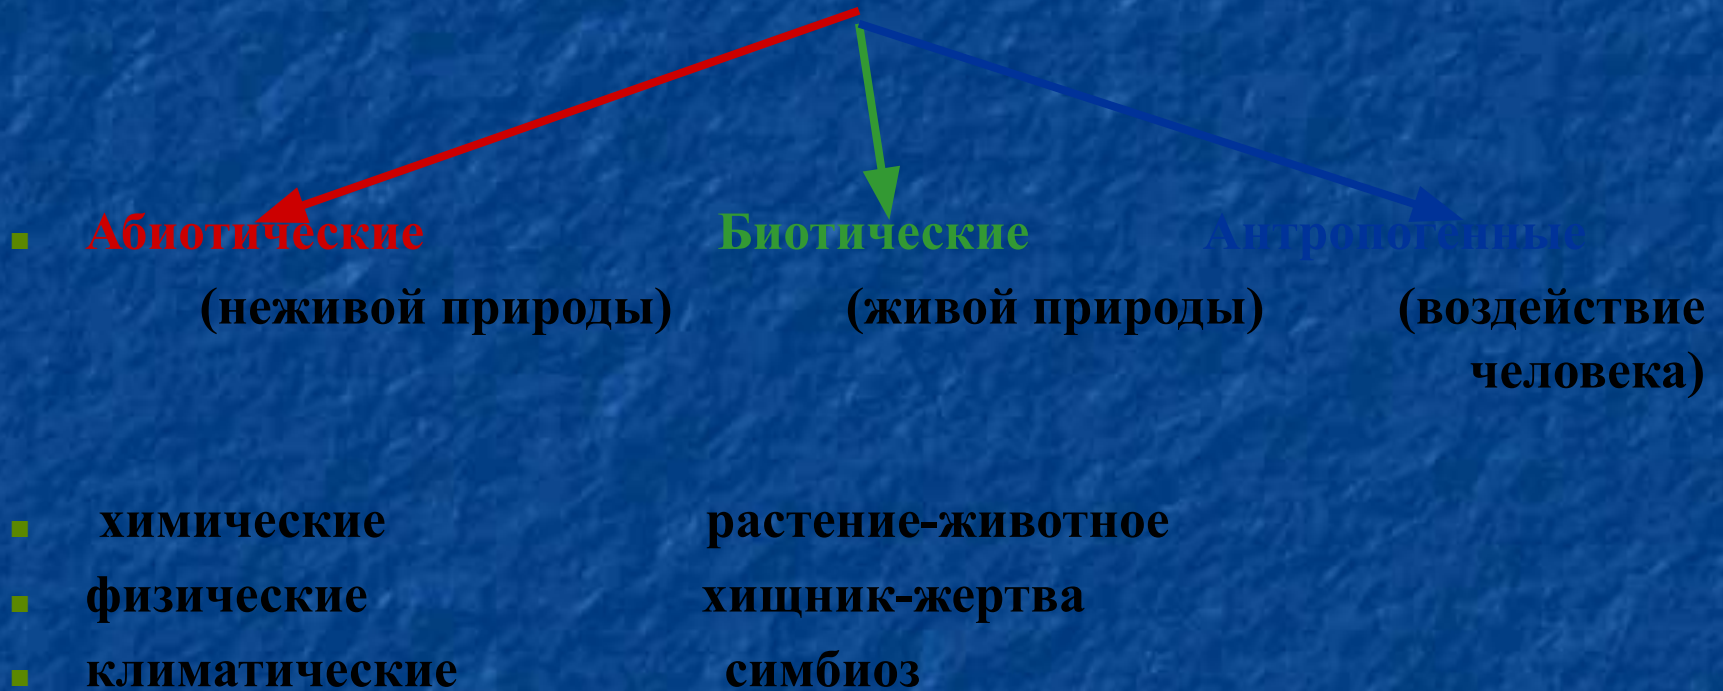 Абиотические Биотические Антропогенные
(неживой природы) (живой природы) (воздействие
человека)
химические растение-животное
физические хищник-жертва
климатические симбиоз